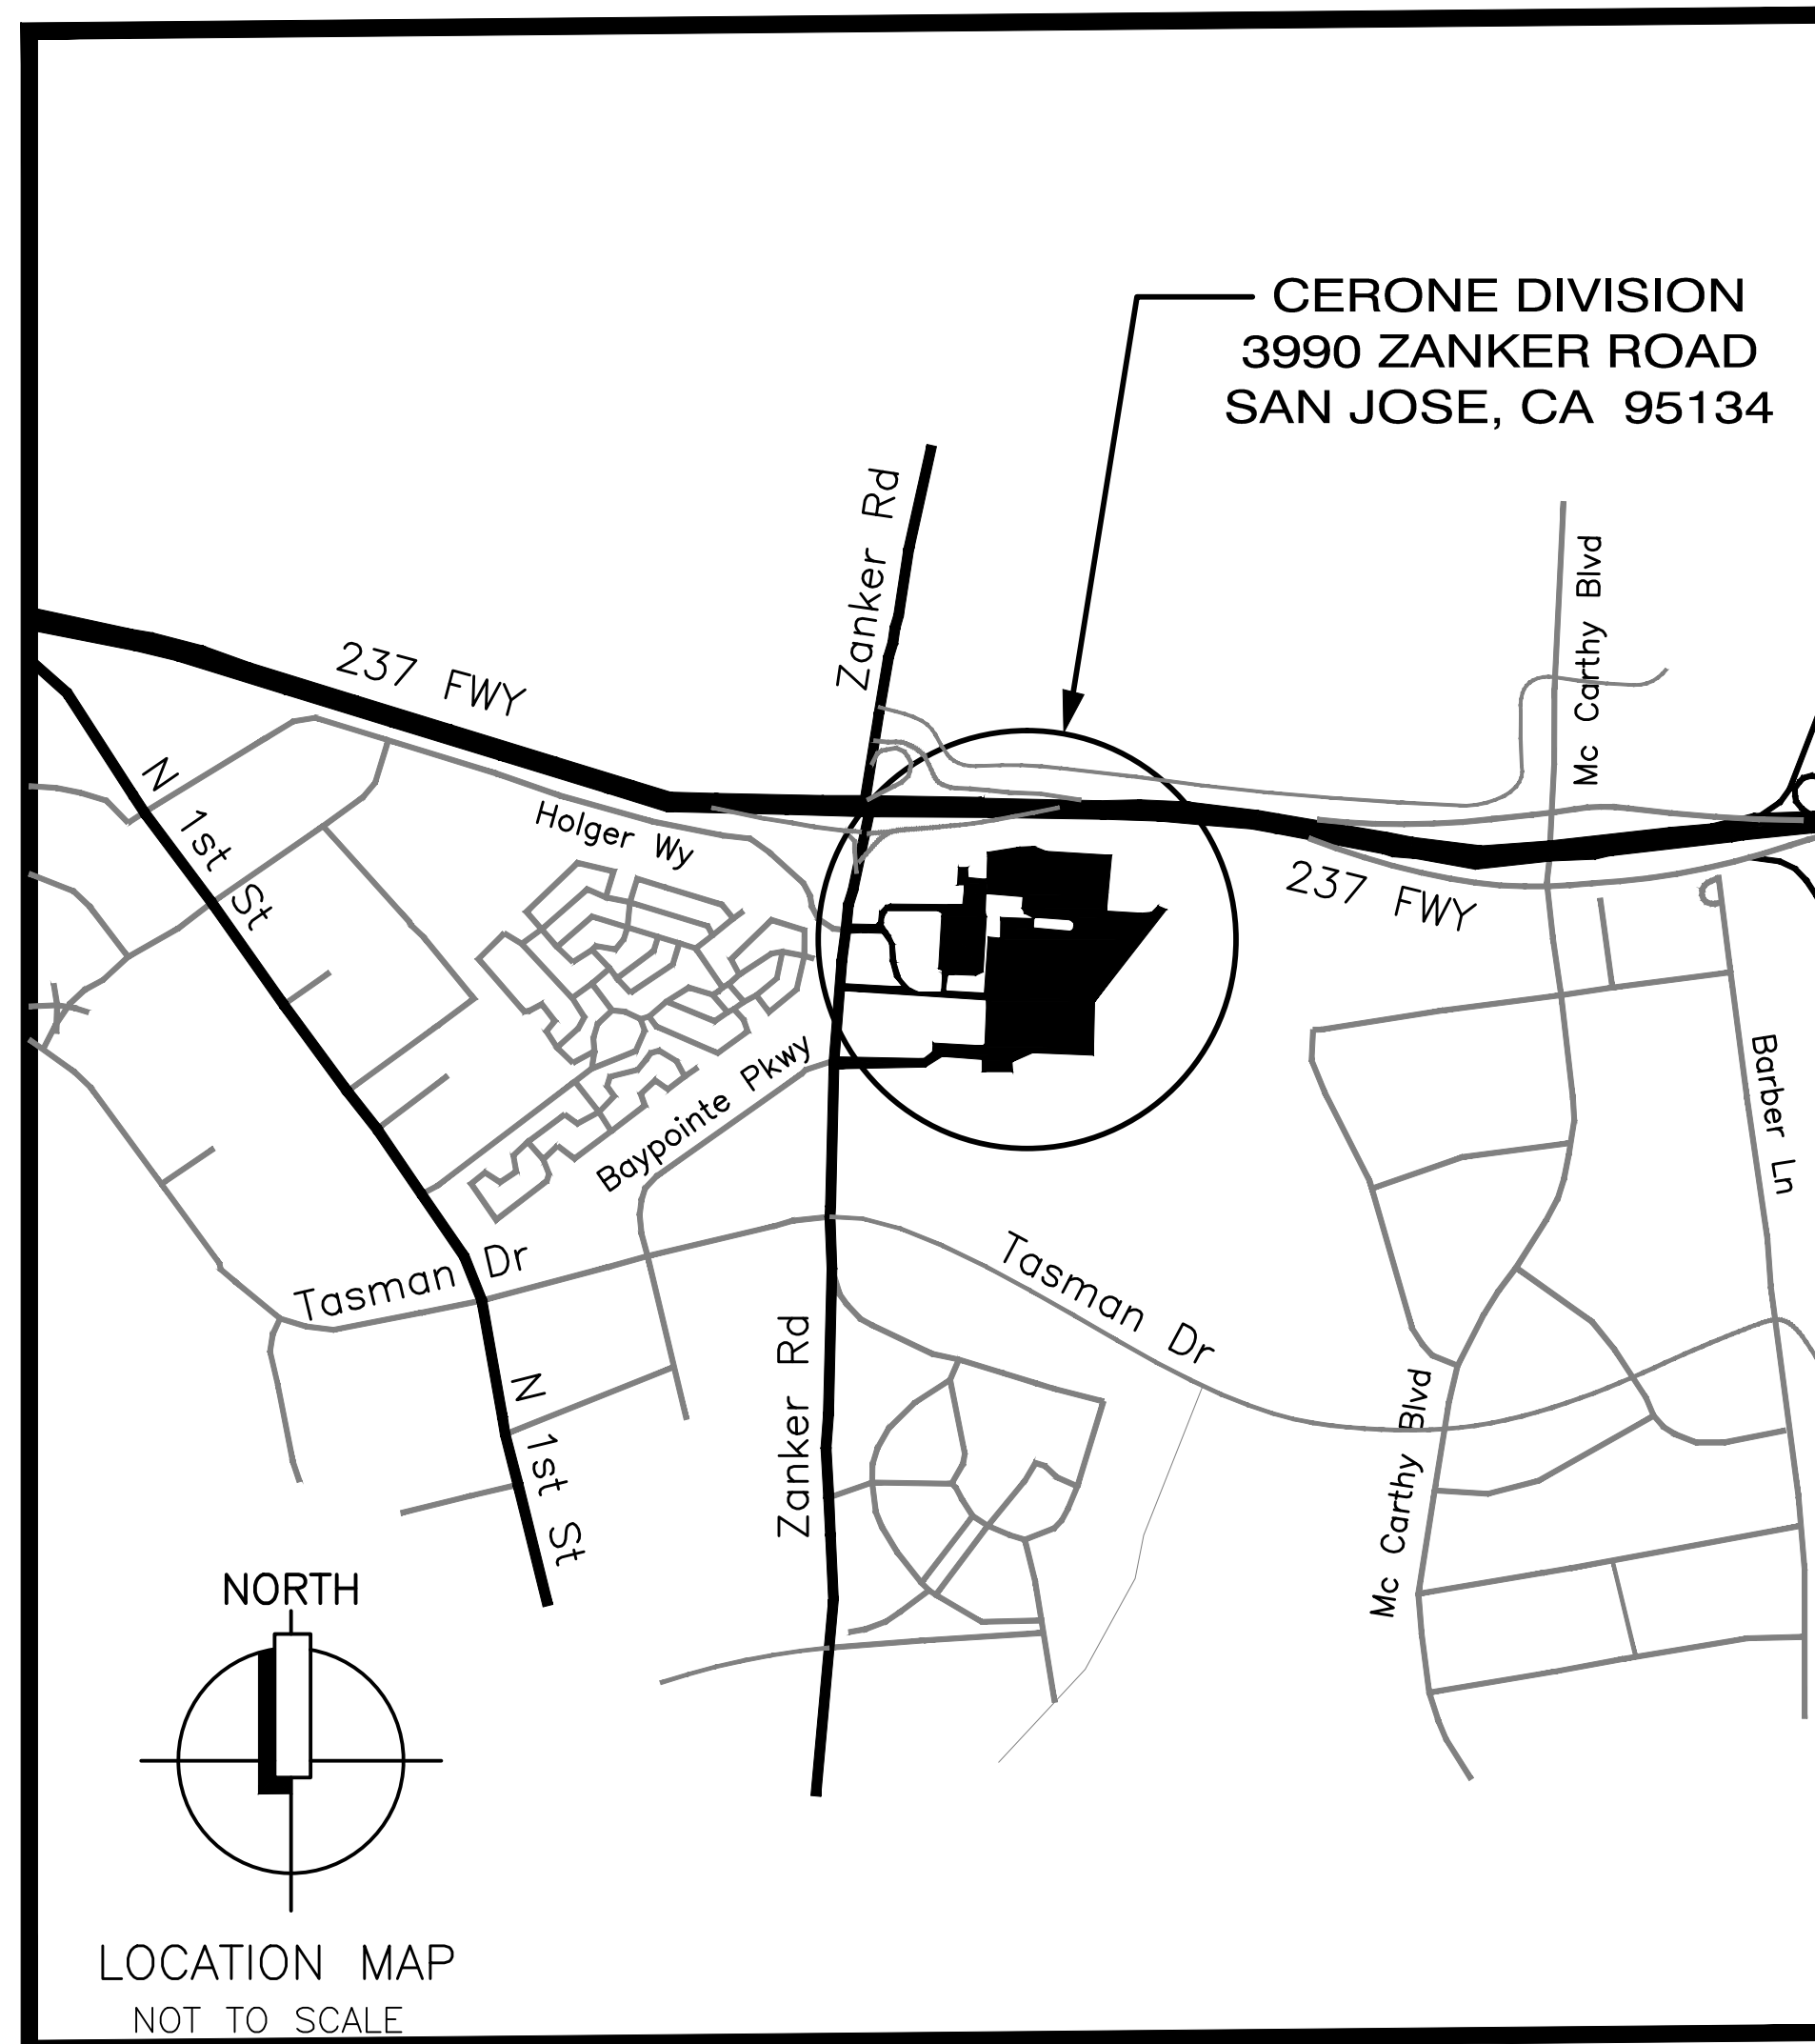 CERONE DIVISION
3990 ZANKER ROAD
SAN JOSE, CA 95134
Zanker Rd
Mc Carthy Blvd
237 FWY
N 1st St
Holger Wy
237 FWY
Barber Ln
Baypointe Pkwy
Tasman Dr
Tasman Dr
Zanker Rd
N 1st St
Mc Carthy Blvd
NORTH
LOCATION MAP
NOT TO SCALE